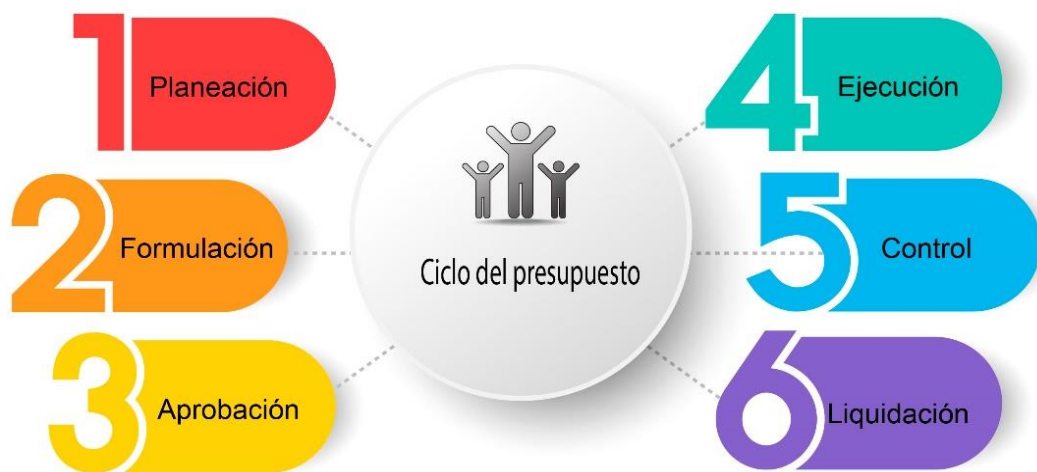 1 Planeación
2 Formulación
3 Aprobación
Ciclo del presupuesto
4 Ejecución
5 Control
6 Liquidación